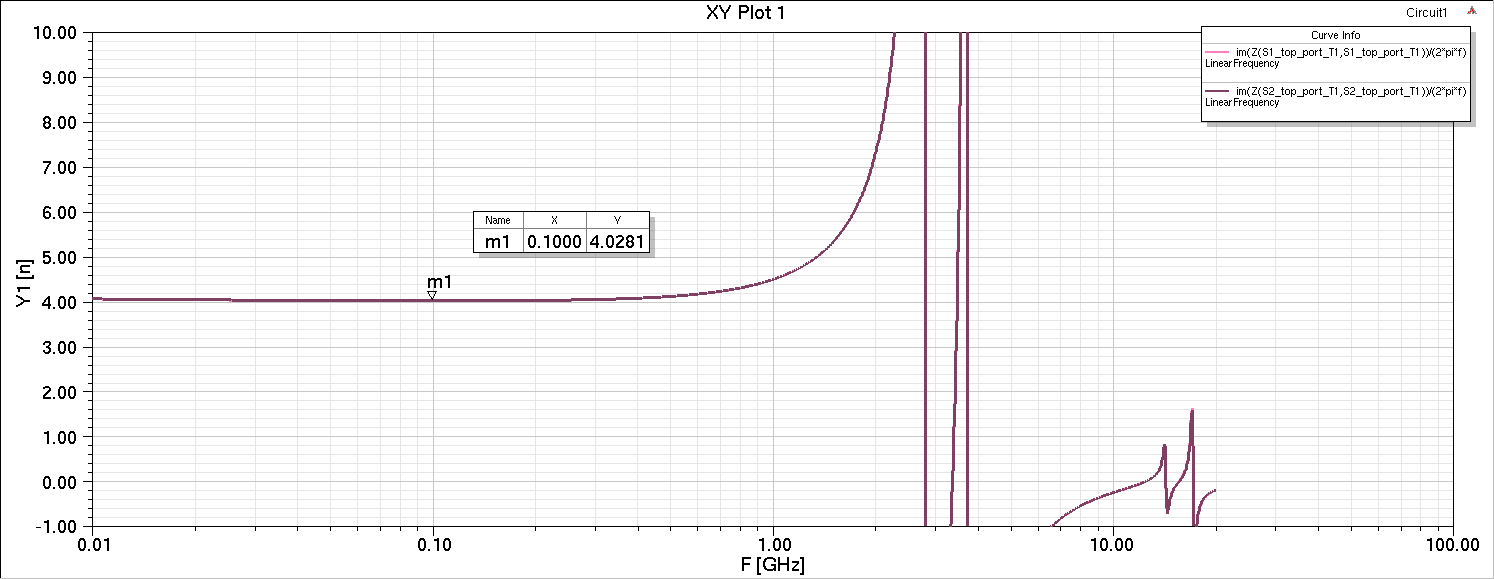 XY Plot 1
Circuit1
Curve Info
im(Z(S1_top_port_T1,S1_top_port_T1))/(2*pi*f)
LinearFrequency
im(Z(S2_top_port_T1,S2_top_port_T1))/(2*pi*f)
LinearFrequency
10.00
9.00
8.00
7.00
6.00
5.00
4.00
3.00
2.00
1.00
0.00
-1.00
Y1 [n]
Name X Y
m1 0.1000 4.0281
m1
0.01 0.10 1.00 10.00 100.00
F [GHz]